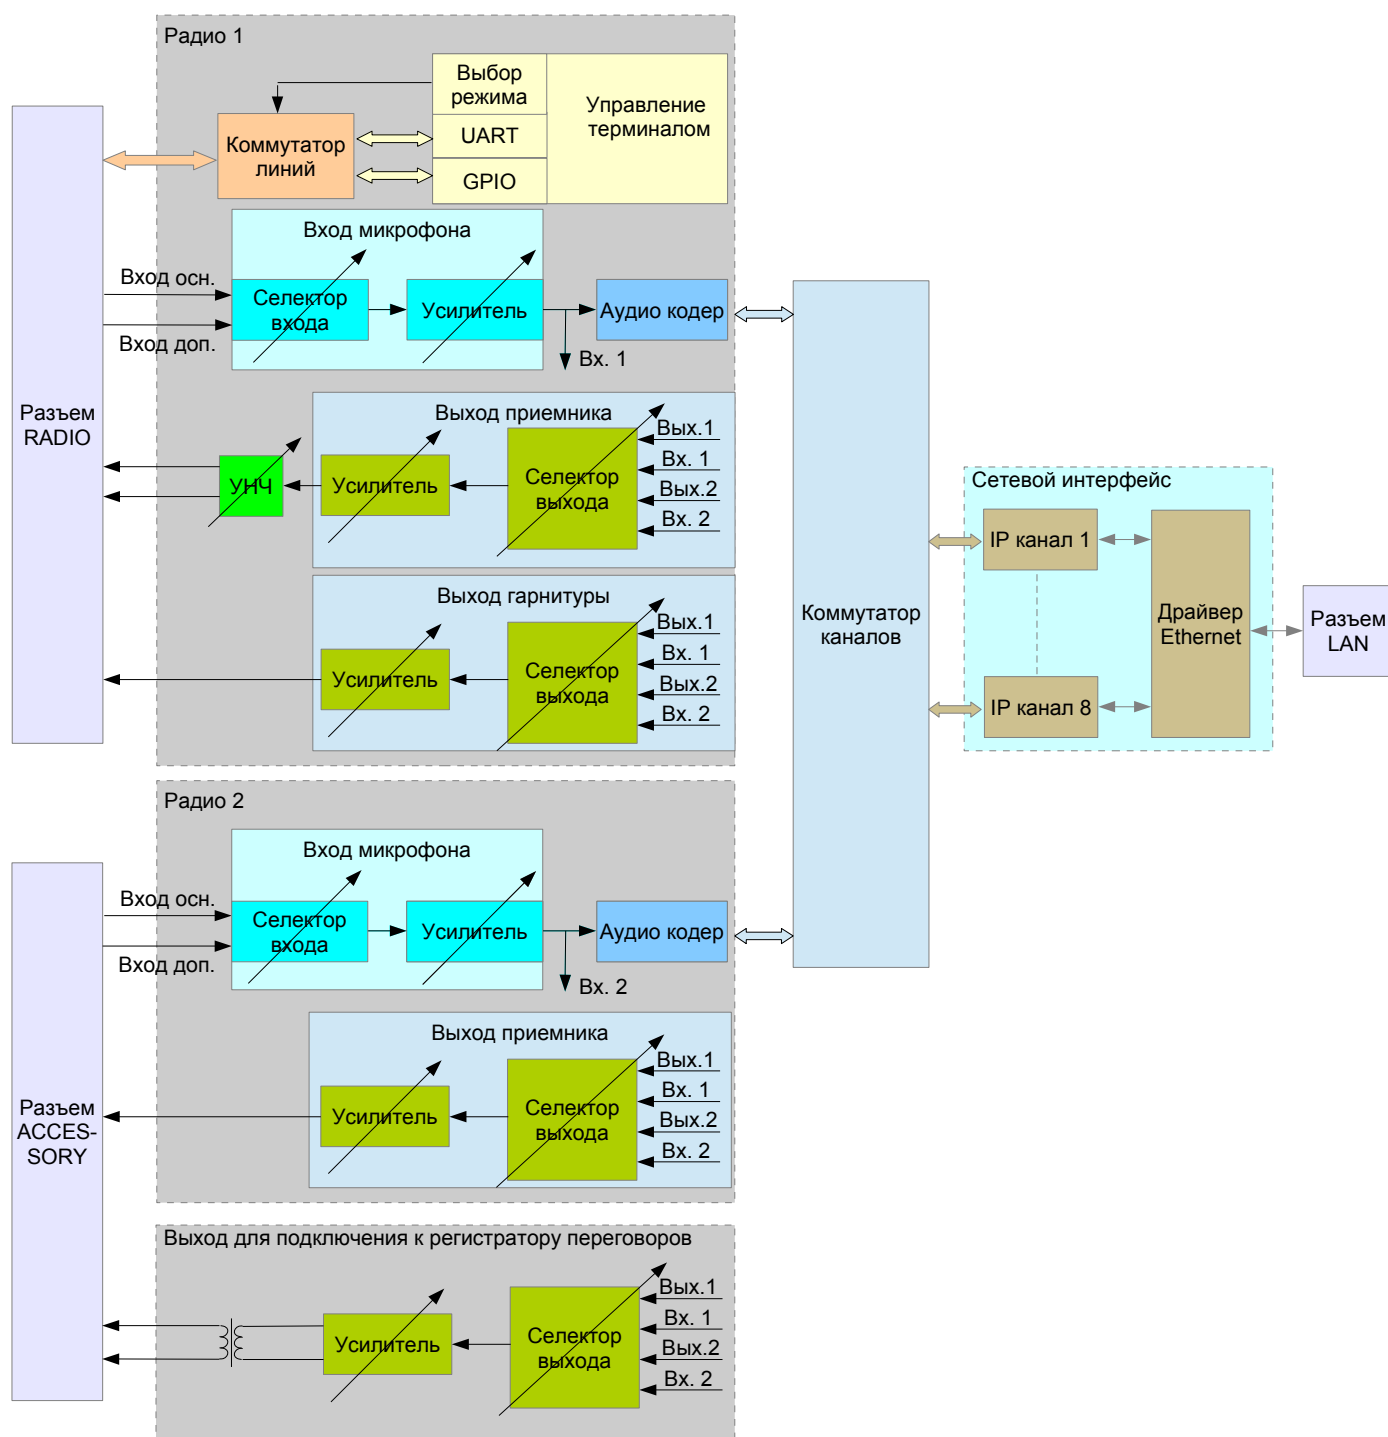 Радио 1
Выбор
режима
Управление
терминалом
UART
GPIO
Коммутатор
линий
Вход микрофона
Вход осн.
Вход доп.
Селектор
входа
Усилитель
Аудио кодер
Вх. 1
Разъем
RADIO
Выход приемника
УНЧ
Усилитель
Селектор
выхода
Вых.1
Вх. 1
Вых.2
Вх. 2
Выход гарнитуры
Усилитель
Селектор
выхода
Вых.1
Вх. 1
Вых.2
Вх. 2
Коммутатор
каналов
Сетевой интерфейс
IP канал 1
IP канал 8
Драйвер
Ethernet
Разъем
LAN
Радио 2
Вход микрофона
Вход осн.
Вход доп.
Селектор
входа
Усилитель
Аудио кодер
Вх. 2
Разъем
ACCES-
SORY
Выход приемника
Усилитель
Селектор
выхода
Вых.1
Вх. 1
Вых.2
Вх. 2
Выход для подключения к регистратору переговоров
Усилитель
Селектор
выхода
Вых.1
Вх. 1
Вых.2
Вх. 2